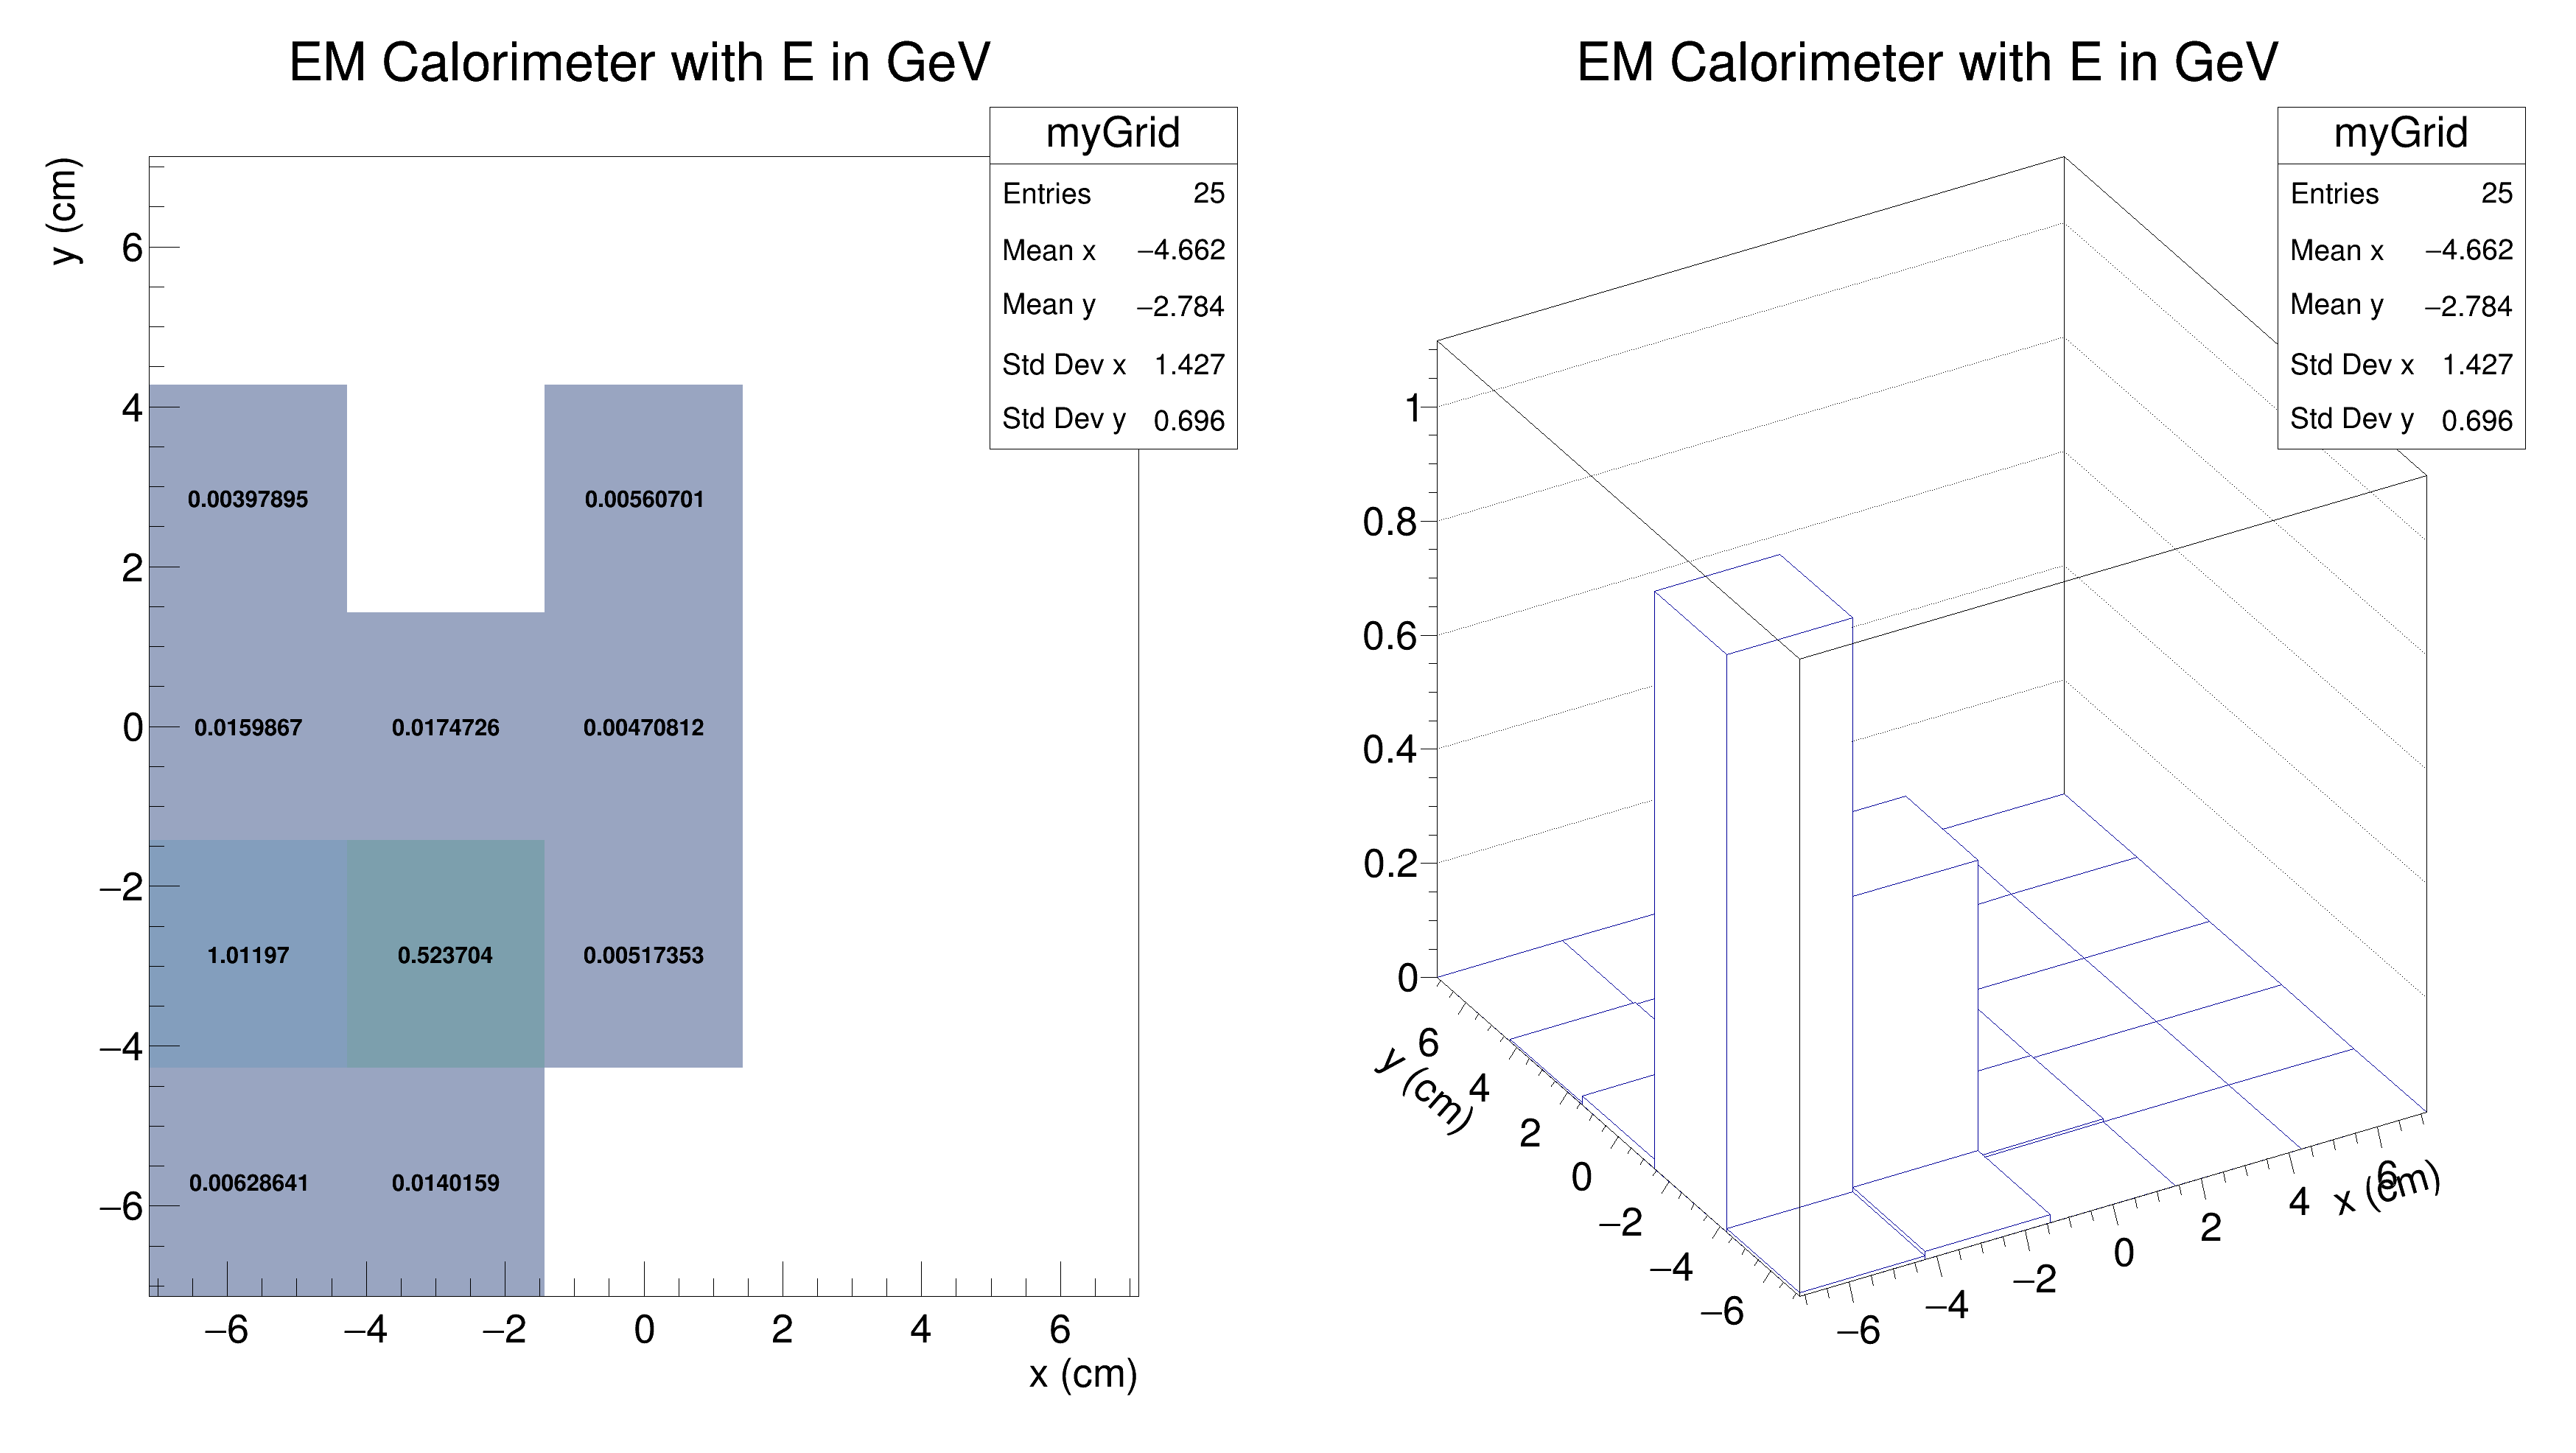 EM Calorimeter with E in GeV
myGrid
Entries 25
Mean x −4.662
Mean y −2.784
Std Dev x 1.427
Std Dev y 0.696
y (cm)
6
4
2
0
−2
−4
−6
0.00397895 0.00560701
0.0159867 0.0174726 0.00470812
1.01197 0.523704 0.00517353
0.00628641 0.0140159
−6 −4 −2 0 2 4 6
x (cm)
EM Calorimeter with E in GeV
myGrid
Entries 25
Mean x −4.662
Mean y −2.784
Std Dev x 1.427
Std Dev y 0.696
1
0.8
0.6
0.4
0.2
0
y (cm)
6
4
2
0
−2
−4
−6
−6 −4 −2 0 2 4 6
x (cm)